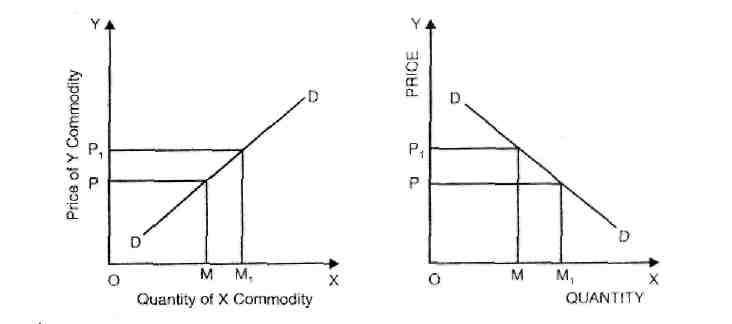 Y
Price of Y Commodity
D
P₁
P
D
O
M
M₁
X
Quantity of X Commodity
Y
PRICE
D
P₁
P
D
O
M
M₁
X
QUANTITY